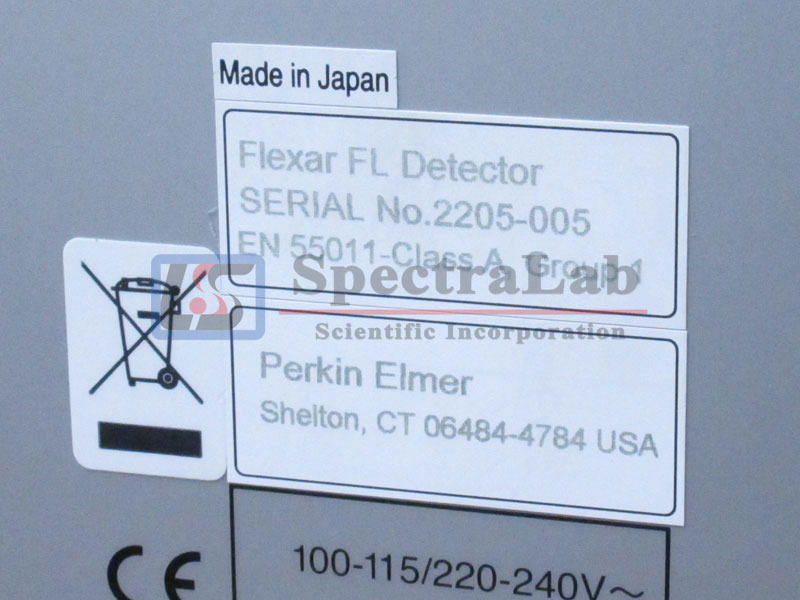 Made in Japan
Flexar FL Detector
SERIAL No.2205-005
EN 55011-Class A, Group 1
SpectraLab
Scientific Incorporation
Perkin Elmer
Shelton, CT 06484-4784 USA
CE
100-115/220-240V～